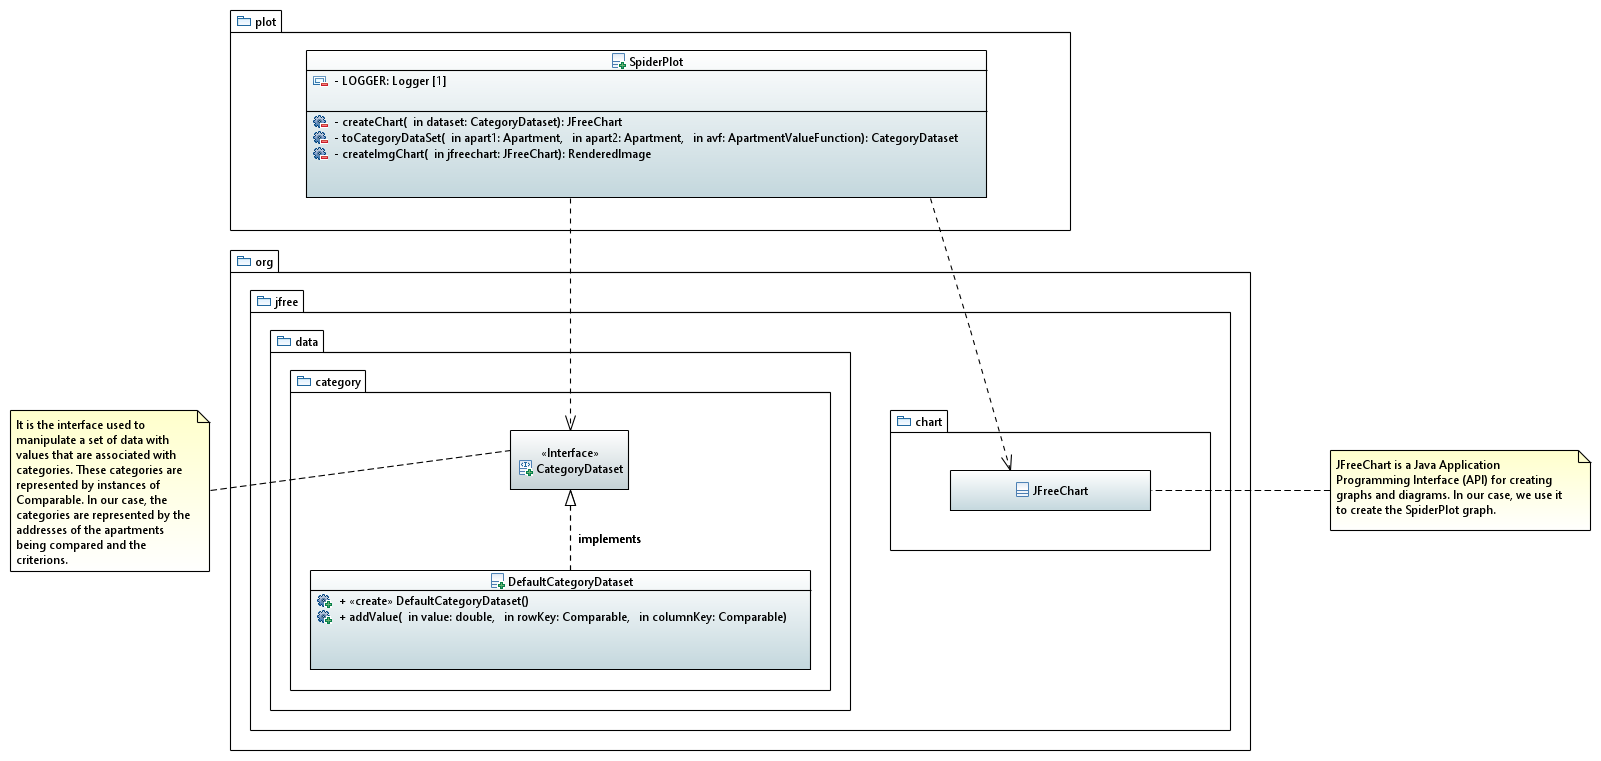 plot
SpiderPlot
- LOGGER: Logger [1]
- createChart(  in dataset: CategoryDataset): JFreeChart
- toCategoryDataSet(  in apart1: Apartment,   in apart2: Apartment,   in avf: ApartmentValueFunction): CategoryDataset
- createImgChart(  in jfreechart: JFreeChart): RenderedImage
org
jfree
data
category
It is the interface used to
manipulate a set of data with
values that are associated with
categories. These categories are
represented by instances of
Comparable. In our case, the
categories are represented by the
addresses of the apartments
being compared and the
criterions.
«Interface»
CategoryDataset
implements
DefaultCategoryDataset
+ «create» DefaultCategoryDataset()
+ addValue(  in value: double,   in rowKey: Comparable,   in columnKey: Comparable)
chart
JFreeChart
JFreeChart is a Java Application
Programming Interface (API) for creating
graphs and diagrams. In our case, we use it
to create the SpiderPlot graph.